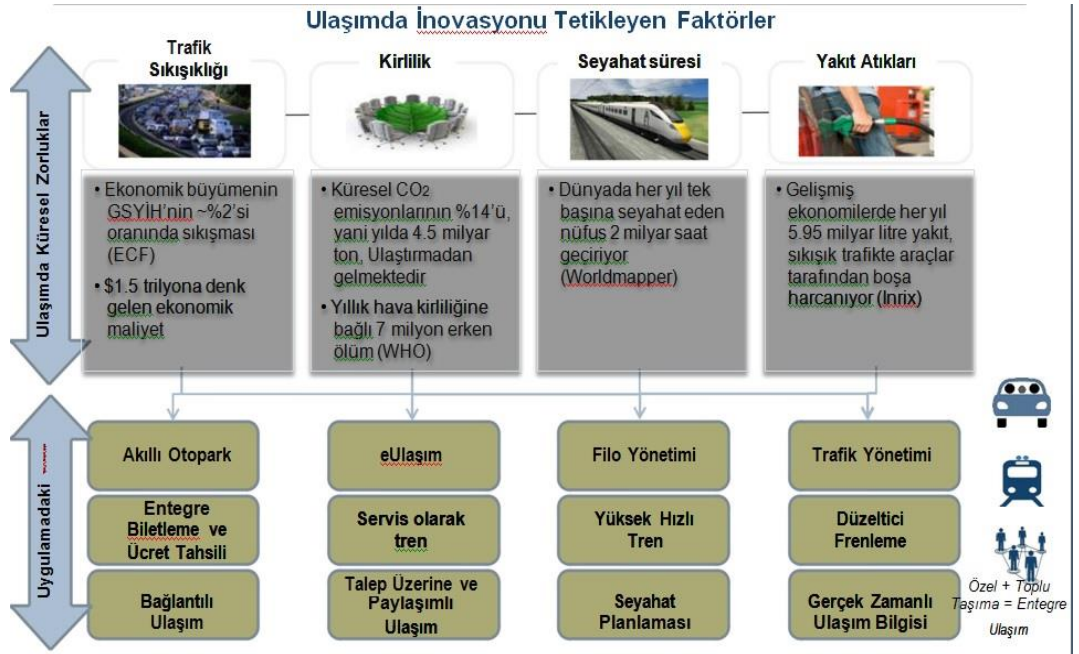 Ulaşımda İnovasyonu Tetikleyen Faktörler
Ulaşımda Küresel Zorluklar
Trafik
Sıkışıklığı
Kirlilik
Seyahat süresi
Yakıt Atıkları
• Ekonomik büyümenin
GSYİH'nin ~%2'si
oranında sıkışması
(ECF)
• $1.5 trilyona denk
gelen ekonomik
maliyet
• Küresel CO2
emisyonlarının %14'ü,
yani yılda 4.5 milyar
ton, Ulaştırmadan
gelmektedir
• Yıllık hava kirliliğine
bağlı 7 milyon erken
ölüm (WHO)
• Dünyada her yıl tek
başına seyahat eden
nüfus 2 milyar saat
geçiriyor
(Worldmapper)
• Gelişmiş
ekonomilerde her yıl
5.95 milyar litre yakıt,
sıkışık trafikte araçlar
tarafından boşa
harcanıyor (Inrix)
Uygulamadaki
Akıllı Otopark
eUlaşım
Filo Yönetimi
Trafik Yönetimi
Entegre
Biletleme ve
Ücret Tahsili
Servis olarak
tren
Yüksek Hızlı
Tren
Düzeltici
Frenleme
Bağlantılı
Ulaşım
Talep Üzerine ve
Paylaşımlı
Ulaşım
Seyahat
Planlaması
Gerçek Zamanlı
Ulaşım Bilgisi
Özel + Toplu
Taşıma = Entegre
Ulaşım